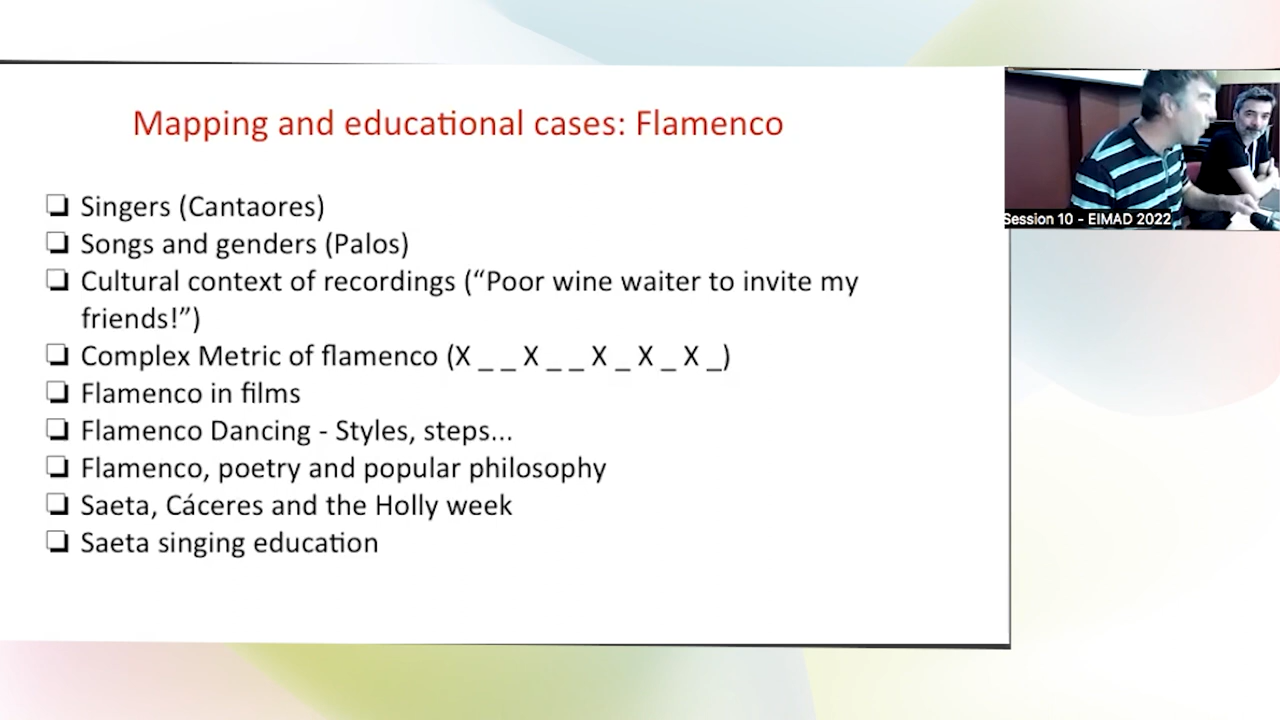 Mapping and educational cases: Flamenco
❏ Singers (Cantaores)
❏ Songs and genders (Palos)
❏ Cultural context of recordings (“Poor wine waiter to invite my
friends!”)
❏ Complex Metric of flamenco (X _ _ X _ _ X _ X _ X _)
❏ Flamenco in films
❏ Flamenco Dancing - Styles, steps...
❏ Flamenco, poetry and popular philosophy
❏ Saeta, Cáceres and the Holly week
❏ Saeta singing education
Session 10 - EIMAD 2022